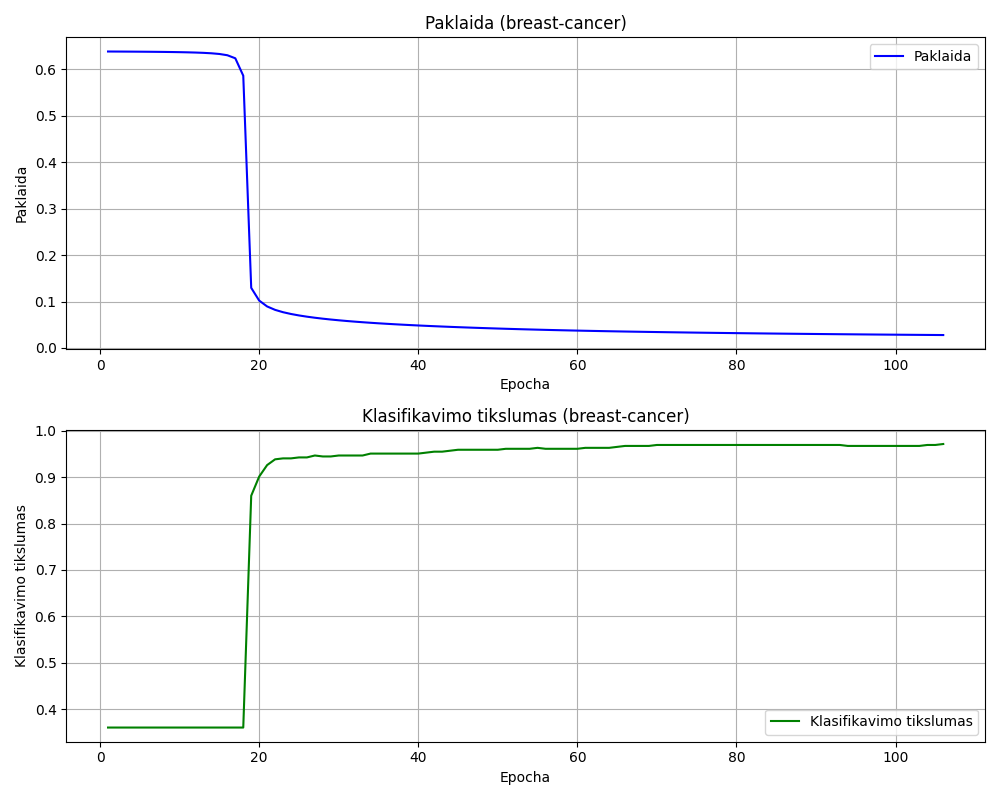 Paklaida (breast-cancer)
Paklaida
0.6
0.5
0.4
0.3
0.2
0.1
0.0
Paklaida
0 20 40 60 80 100
Epocha
Klasifikavimo tikslumas (breast-cancer)
1.0
0.9
0.8
0.7
0.6
0.5
0.4
Klasifikavimo tikslumas
Klasifikavimo tikslumas
0 20 40 60 80 100
Epocha